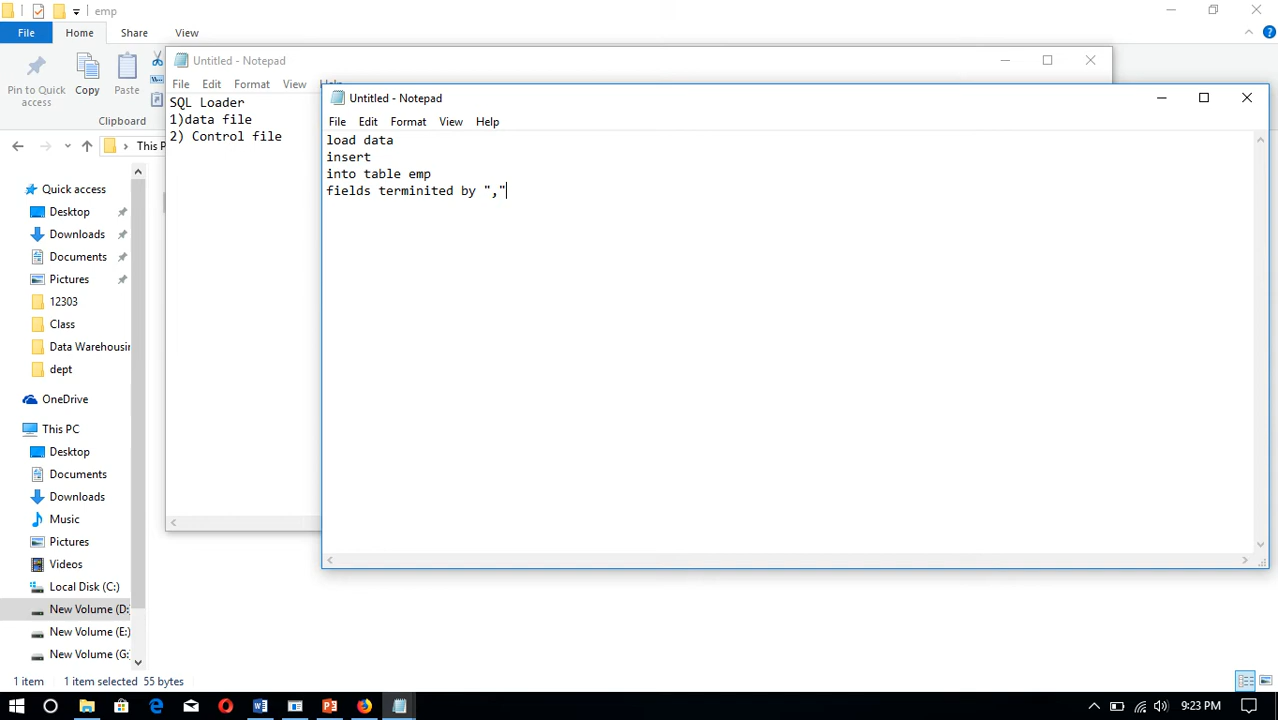 emp
File Home Share View
Pin to Quick access
Copy
Paste
Clipboard
This P
Quick access
Desktop
Downloads
Documents
Pictures
12303
Class
Data Warehousin
dept
OneDrive
This PC
Desktop
Documents
Downloads
Music
Pictures
Videos
Local Disk (C:)
New Volume (D:
New Volume (E:)
New Volume (G:
1 item 1 item selected 55 bytes
Untitled - Notepad
File Edit Format View Help
SQL Loader
1)data file
2) Control file
Untitled - Notepad
File Edit Format View Help
load data
insert
into table emp
fields terminited by ","
9:23 PM